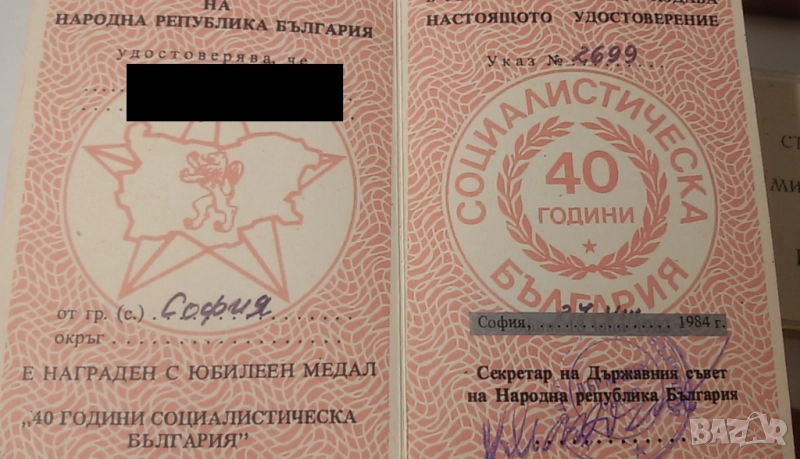 НА
НАРОДНА РЕПУБЛИКА БЪЛГАРИЯ
удостоверява, че
от гр. (с.) София
окръг
Е НАГРАДЕН С ЮБИЛЕЕН МЕДАЛ
„40 ГОДИНИ СОЦИАЛИСТИЧЕСКА
БЪЛГАРИЯ”
НАСТОЯЩОТО УДОСТОВЕРЕНИЕ
Указ № 2699
СОЦИАЛИСТИЧЕСКА
40
ГОДИНИ
БЪЛГАРИЯ
София, 1984 г.
Секретар на Държавния съвет
на Народна република България
BAZAR